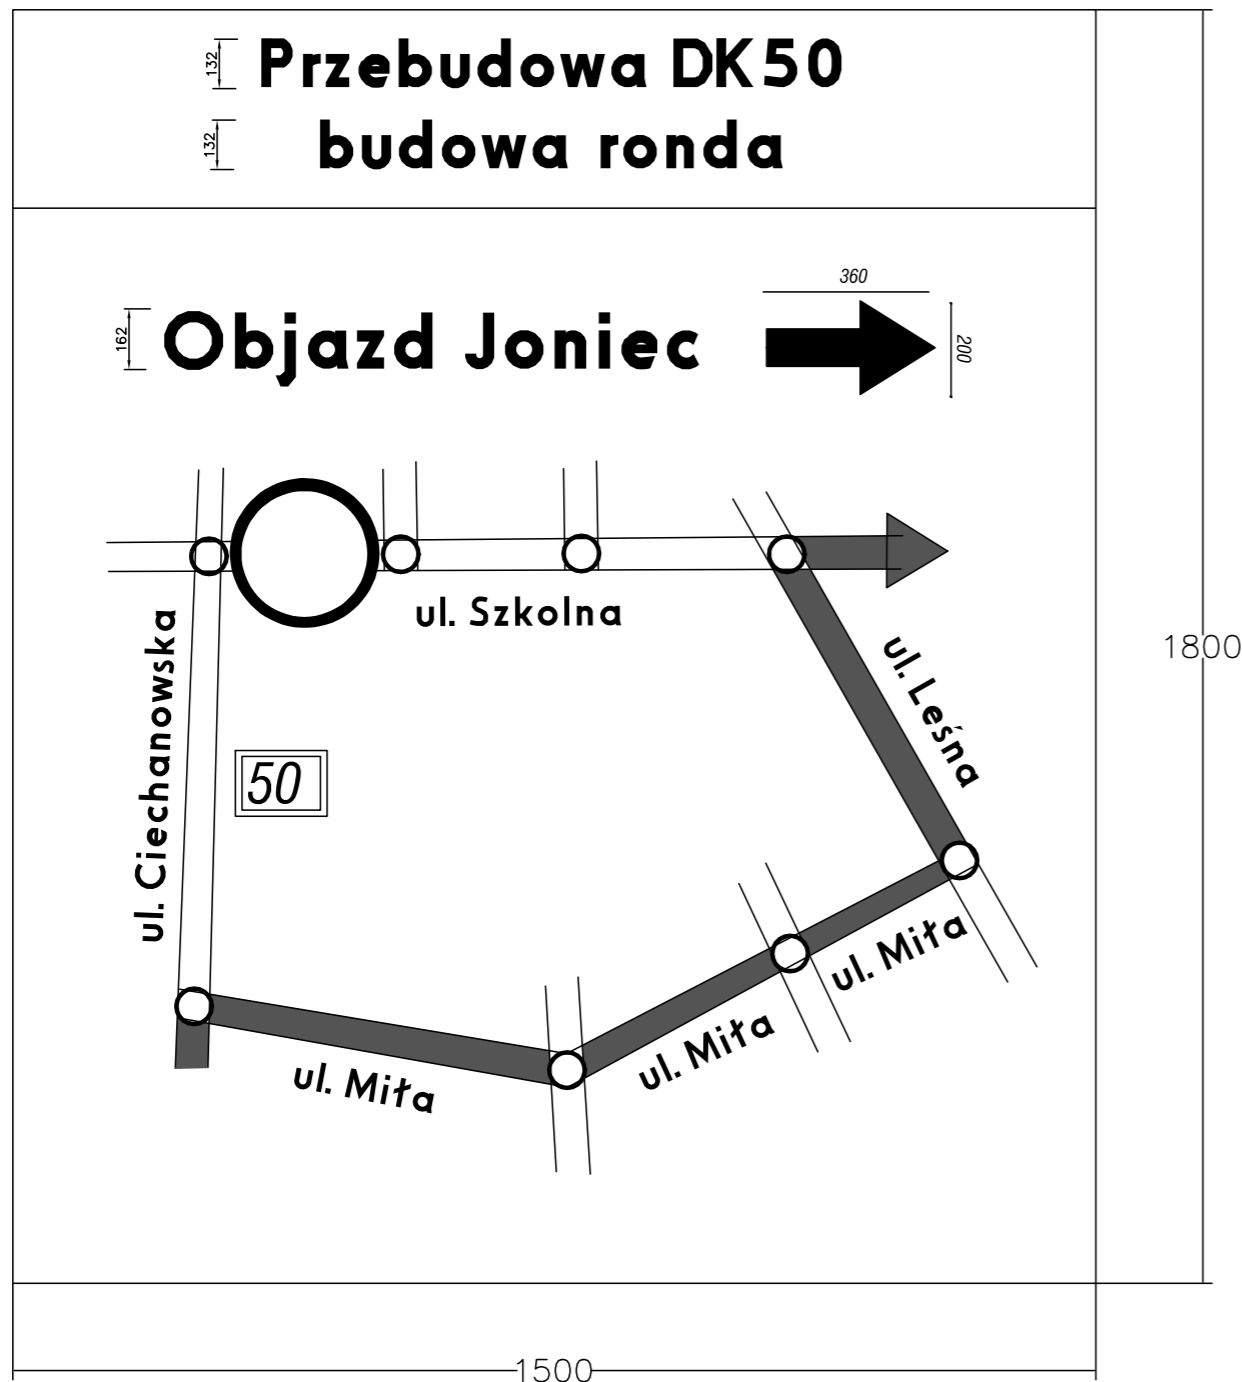 132 Przebudowa DK50
132 budowa ronda
360
162 Objazd Joniec
200
ul. Szkolna
ul. Ciechanowska
ul. Leśna
1800
50
ul. Miła
ul. Miła
ul. Miła
1500